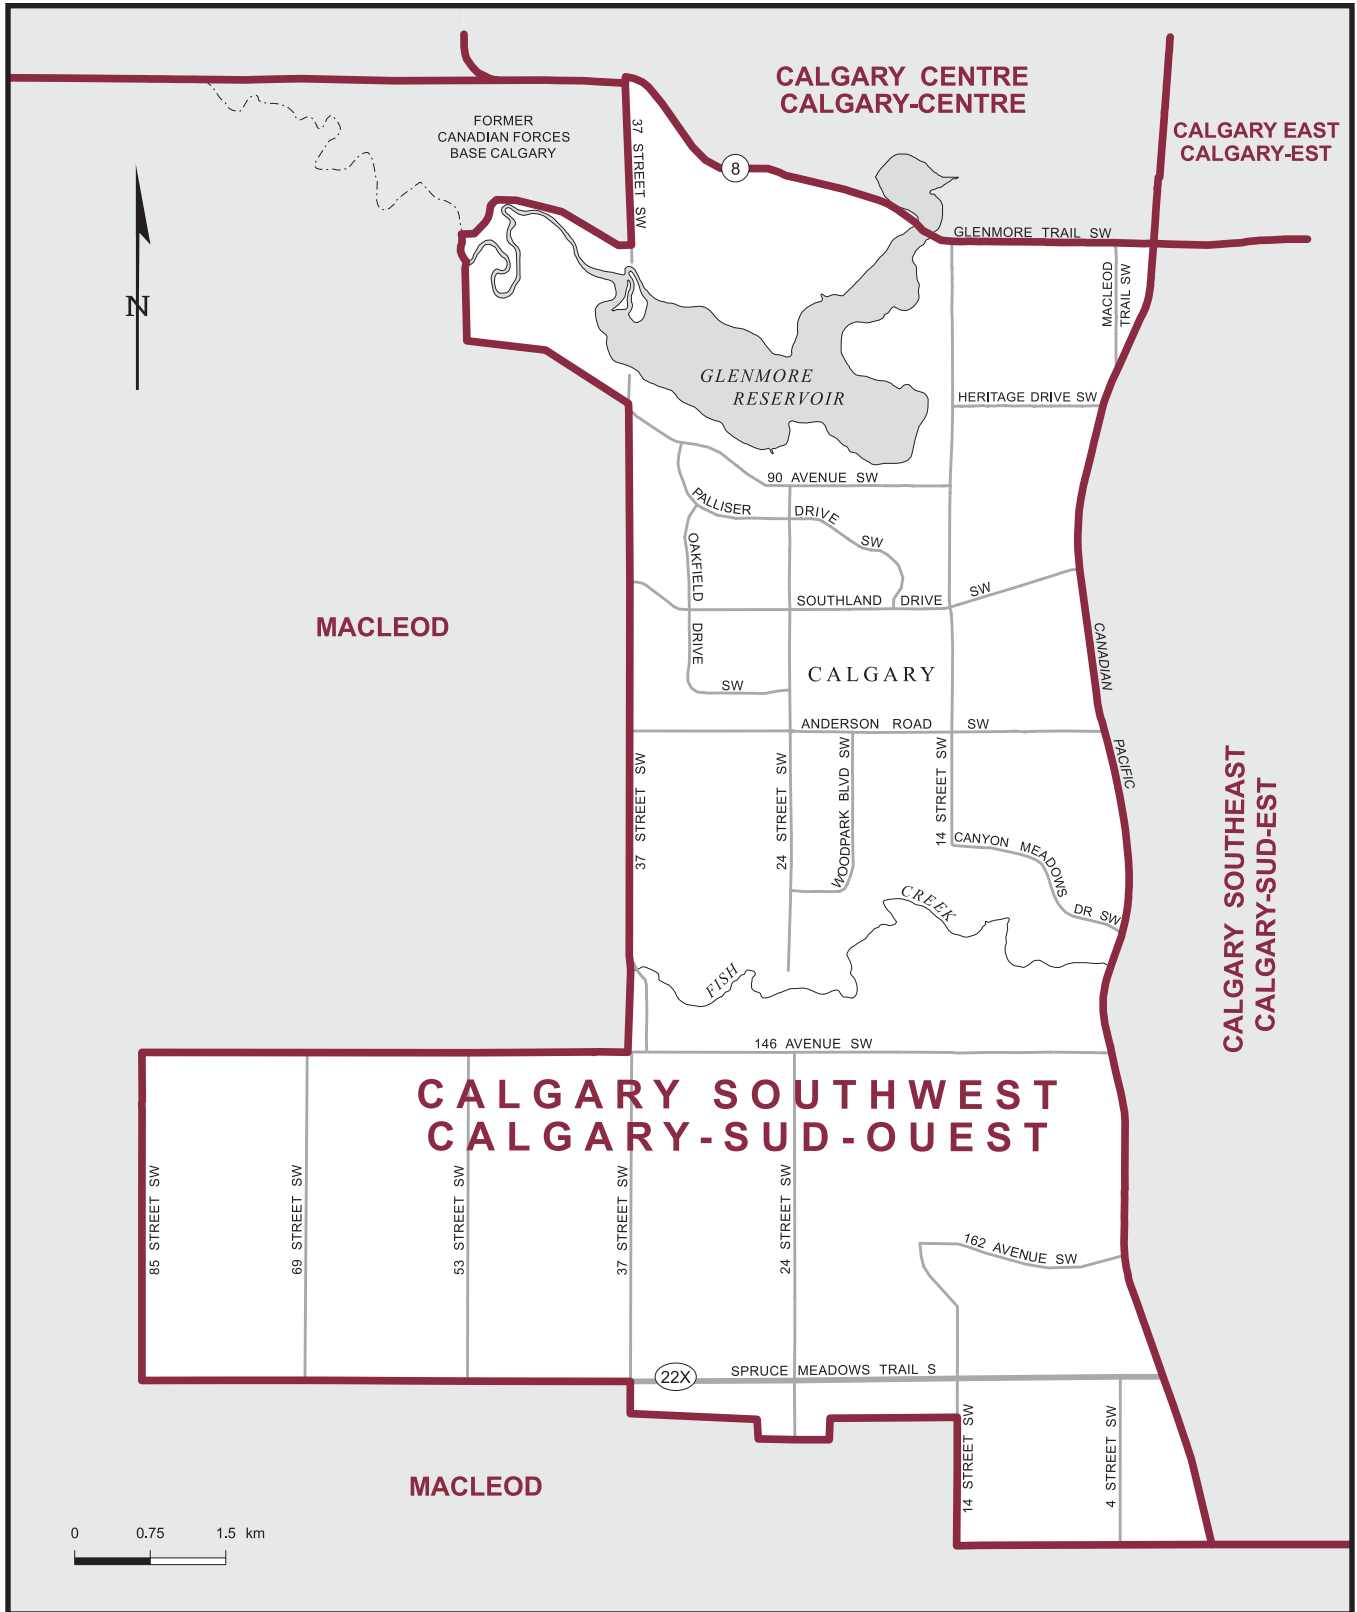 CALGARY CENTRE
CALGARY-CENTRE
CALGARY EAST
CALGARY-EST
FORMER
CANADIAN FORCES
BASE CALGARY
37 STREET SW
8
GLENMORE TRAIL SW
MACLEOD
TRAIL SW
N
GLENMORE
RESERVOIR
HERITAGE DRIVE SW
90 AVENUE SW
PALLISER DRIVE SW
OAKFIELD DRIVE SW
SOUTHLAND DRIVE SW
MACLEOD
CALGARY
CANADIAN PACIFIC
ANDERSON ROAD SW
37 STREET SW
24 STREET SW
WOODPARK BLVD SW
14 STREET SW
CANYON MEADOWS DR SW
CALGARY SOUTHEAST
CALGARY-SUD-EST
FISH CREEK
146 AVENUE SW
CALGARY SOUTHWEST
CALGARY-SUD-OUEST
85 STREET SW
69 STREET SW
53 STREET SW
37 STREET SW
24 STREET SW
162 AVENUE SW
22X
SPRUCE MEADOWS TRAIL S
14 STREET SW
4 STREET SW
MACLEOD
0 0.75 1.5 km